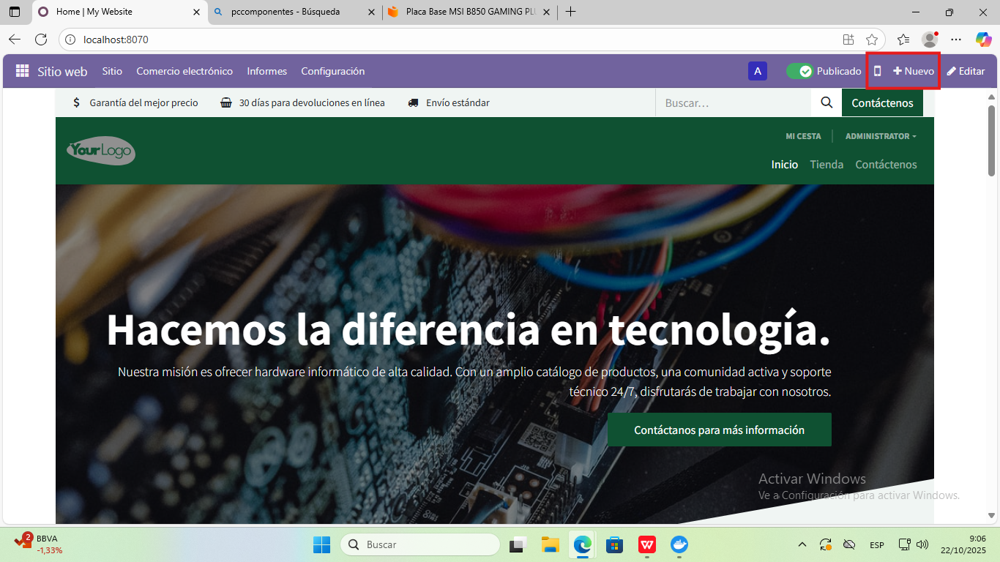 Home | My Website
pccomponentes - Búsqueda
Placa Base MSI B850 GAMING PLU
localhost:8070
Sitio web Sitio Comercio electrónico Informes Configuración A Publicado Nuevo Editar
Garantía del mejor precio 30 días para devoluciones en línea Envío estándar Buscar... Contáctenos
YourLogo
MI CESTA ADMINISTRATOR
Inicio Tienda Contáctenos
Hacemos la diferencia en tecnología.
Nuestra misión es ofrecer hardware informático de alta calidad. Con un amplio catálogo de productos, una comunidad activa y soporte
técnico 24/7, disfrutarás de trabajar con nosotros.
Contáctanos para más información
Activar Windows
Ve a Configuración para activar Windows.
2
BBVA
-1,33%
Buscar
ESP
9:06
22/10/2025